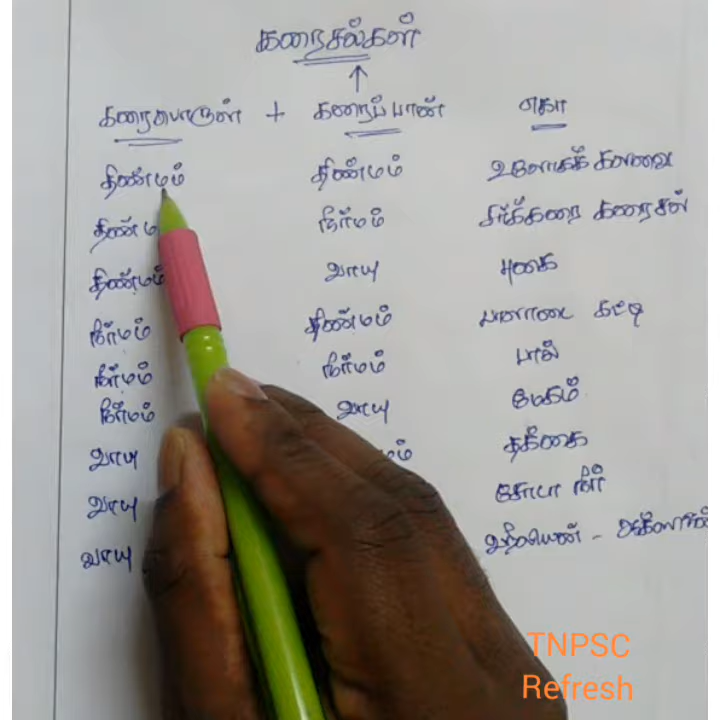 கரைசல்கள்
கரைபொருள் + கரைப்பான் எ.கா
திண்மம் திண்மம் உலோகக் கலவை
திண்ம நீர்மம் சர்க்கரை கரைசல்
திண்மம் வாயு புகை
நீர்மம் திண்மம் பாலாடை கட்டி
நீர்மம் நீர்மம் பால்
நீர்மம் வாயு மேகம்
வாயு மம் தக்கை
வாயு சோடா நீர்
வாயு ஹீலியம் - ஆக்ஸிஜன்
TNPSC
Refresh